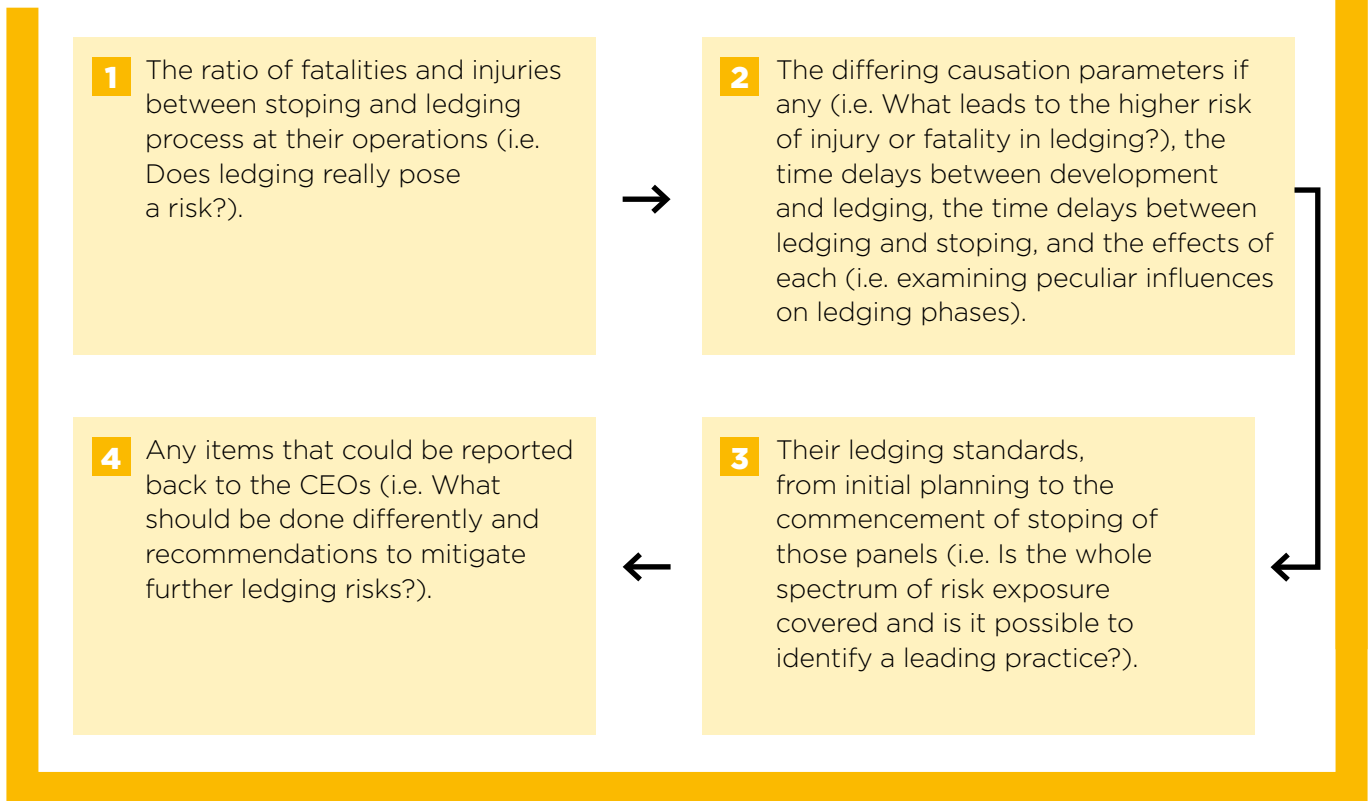 1
The ratio of fatalities and injuries
between stoping and ledging
process at their operations (i.e.
Does ledging really pose
a risk?).
2
The differing causation parameters if
any (i.e. What leads to the higher risk
of injury or fatality in ledging?), the
time delays between development
and ledging, the time delays between
ledging and stoping, and the effects of
each (i.e. examining peculiar influences
on ledging phases).
3
Their ledging standards,
from initial planning to the
commencement of stoping of
those panels (i.e. Is the whole
spectrum of risk exposure
covered and is it possible to
identify a leading practice?).
4
Any items that could be reported
back to the CEOs (i.e. What
should be done differently and
recommendations to mitigate
further ledging risks?).